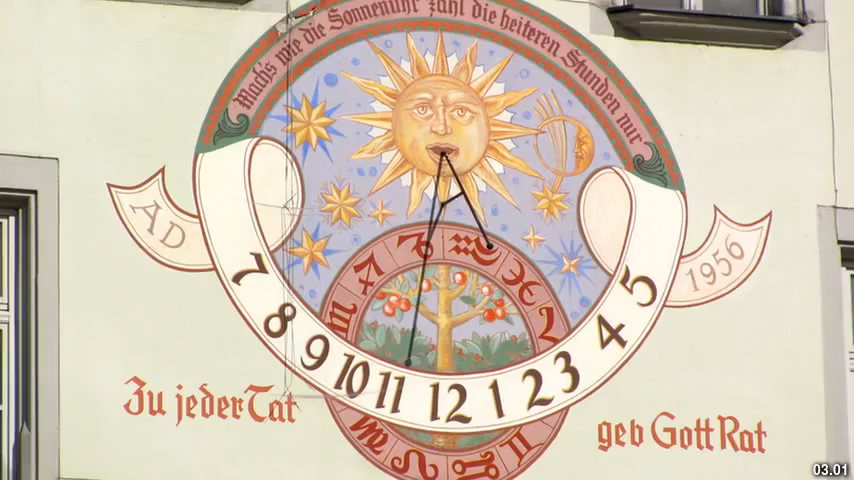 Mach's wie die Sonnenuhr zähl die heiteren Stunden nur
AD
1956
7 8 9 10 11 12 1 2 3 4 5
Zu jeder Tat
geb Gott Rat
03.01